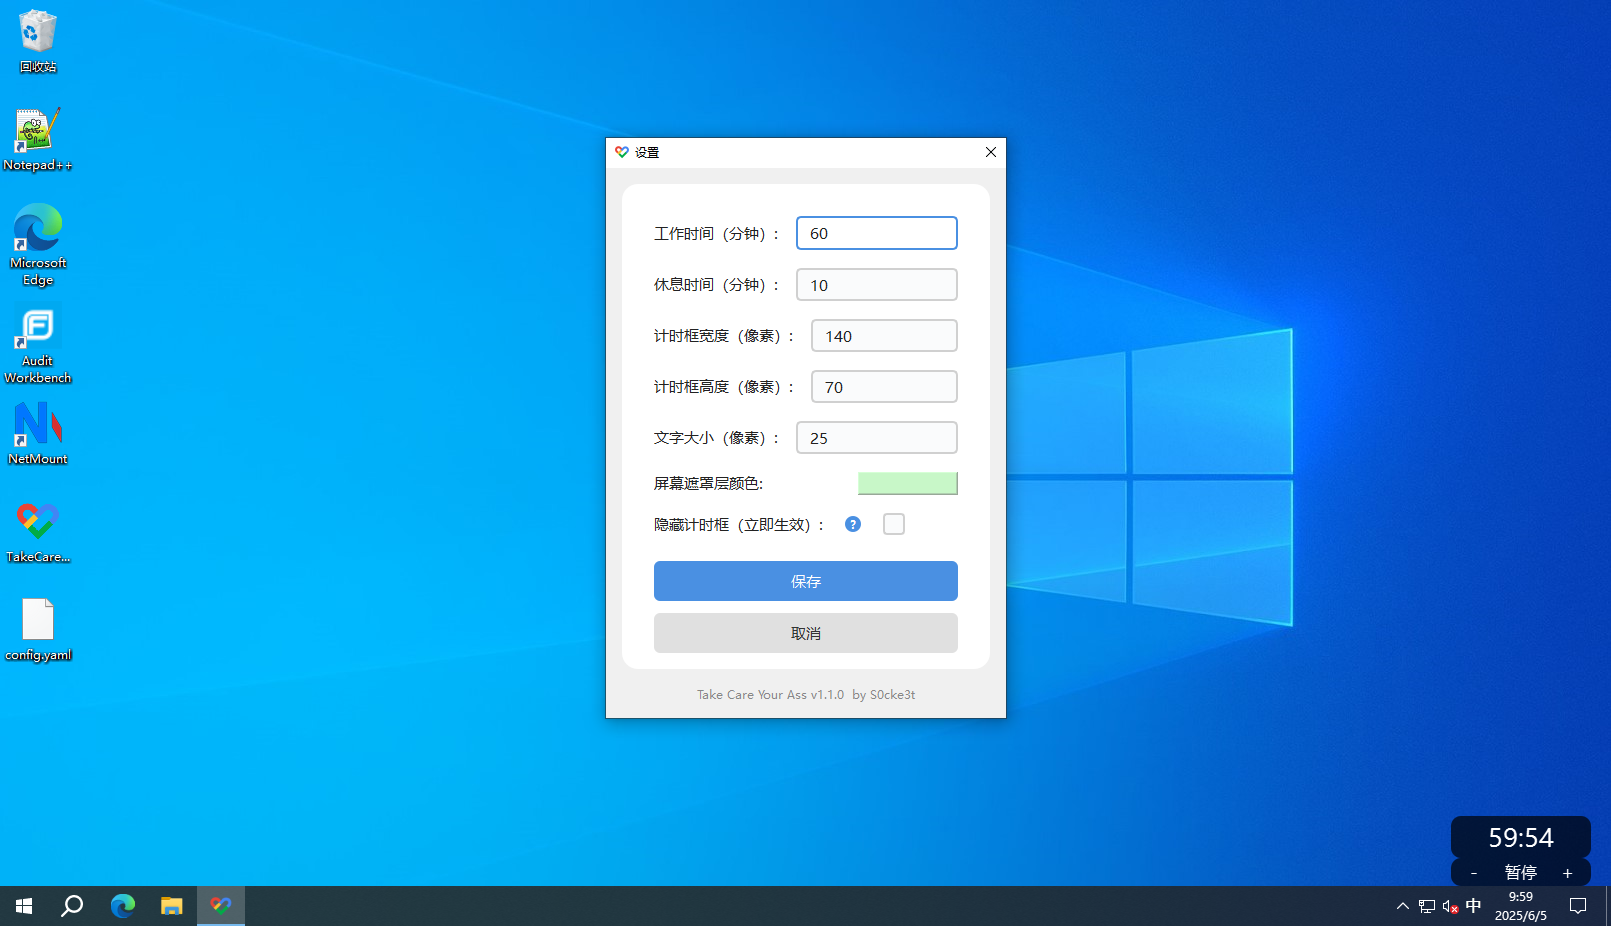 回收站
Notepad++
Microsoft
Edge
Audit
Workbench
NetMount
TakeCare...
config.yaml
设置
工作时间（分钟）：
60
休息时间（分钟）：
10
计时框宽度（像素）：
140
计时框高度（像素）：
70
文字大小（像素）：
25
屏幕遮罩层颜色:
隐藏计时框（立即生效）：
?
保存
取消
Take Care Your Ass v1.1.0 by S0cke3t
59:54
- 暂停 +
中
9:59
2025/6/5